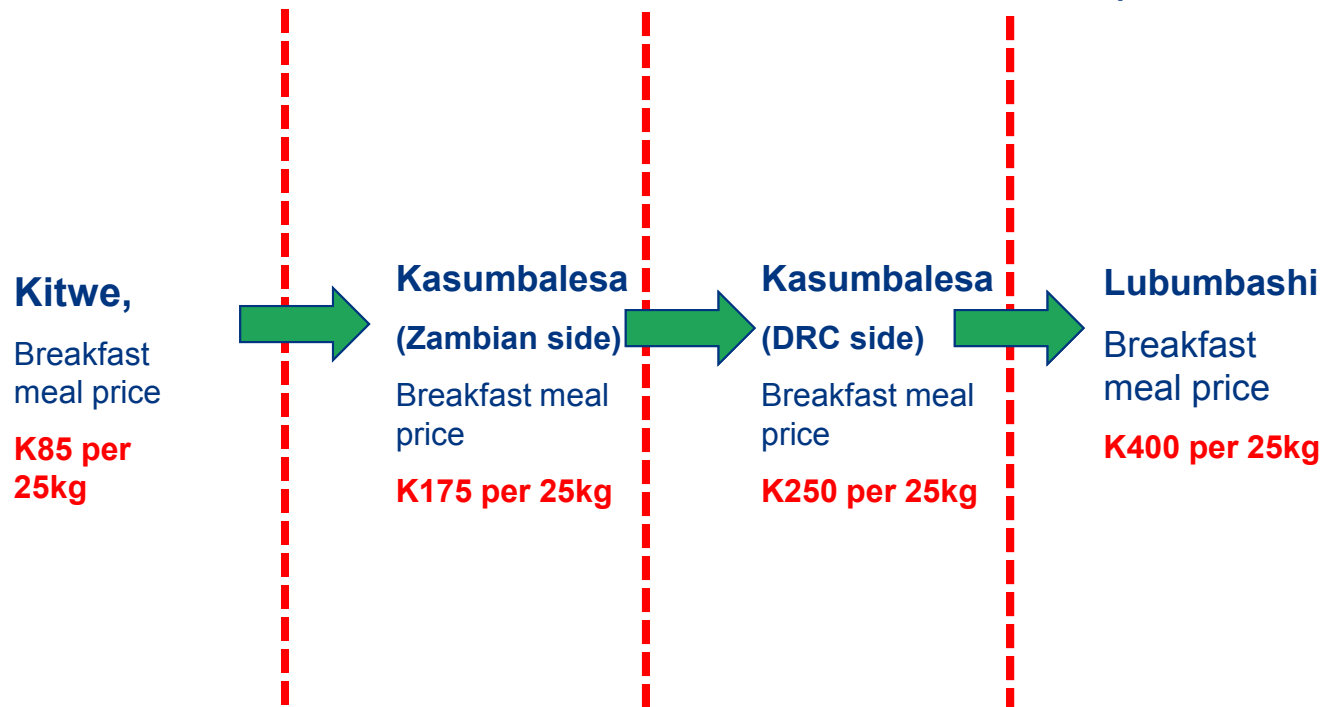 Kitwe,
Breakfast
meal price
K85 per
25kg
Kasumbalesa
(Zambian side)
Breakfast meal
price
K175 per 25kg
Kasumbalesa
(DRC side)
Breakfast meal
price
K250 per 25kg
Lubumbashi
Breakfast
meal price
K400 per 25kg